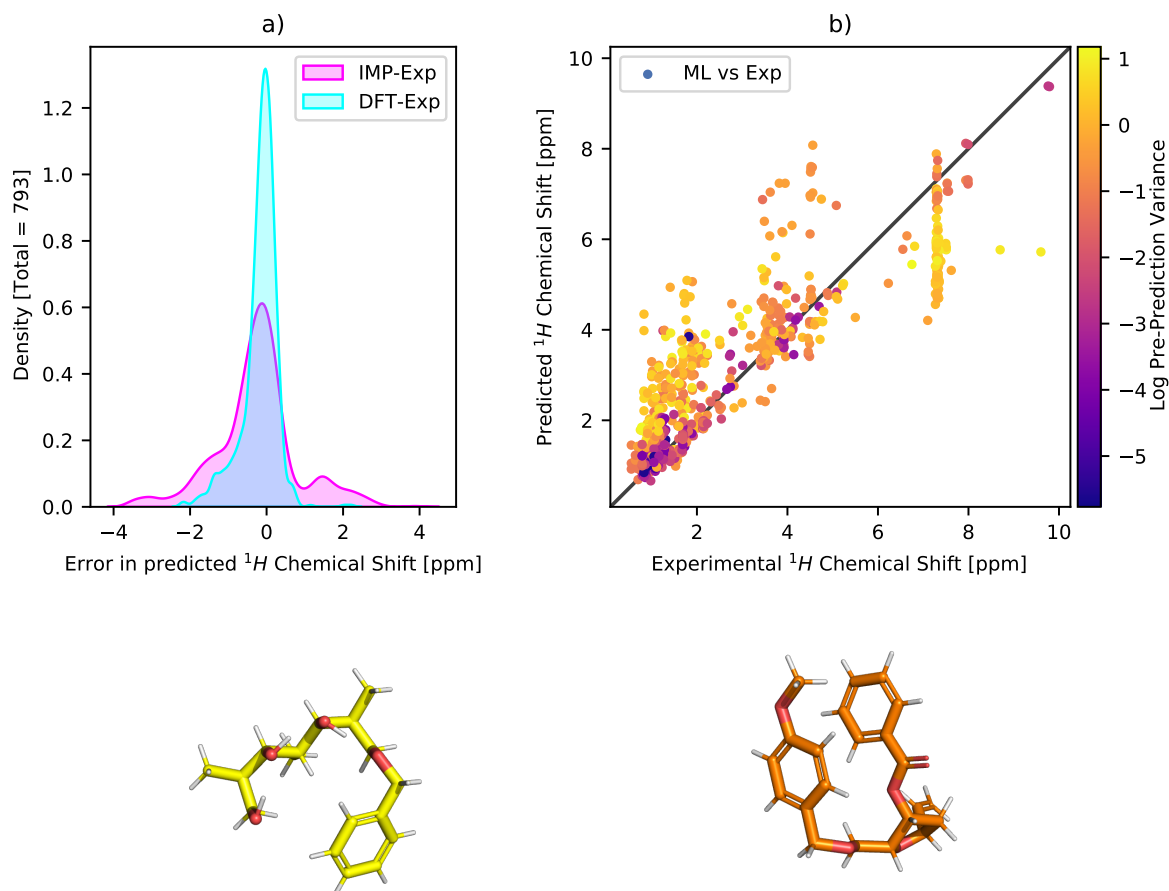 a)
Density [Total = 793]
1.2
1.0
0.8
0.6
0.4
0.2
0.0
IMP-Exp
DFT-Exp
−4 −2 0 2 4
Error in predicted ¹H Chemical Shift [ppm]
b)
Predicted ¹H Chemical Shift [ppm]
10
8
6
4
2
ML vs Exp
2 4 6 8 10
Experimental ¹H Chemical Shift [ppm]
1
0
−1
−2
−3
−4
−5
Log Pre-Prediction Variance